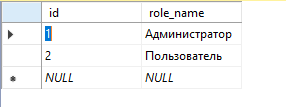 id role_name
1 Администратор
2 Пользователь
NULL NULL